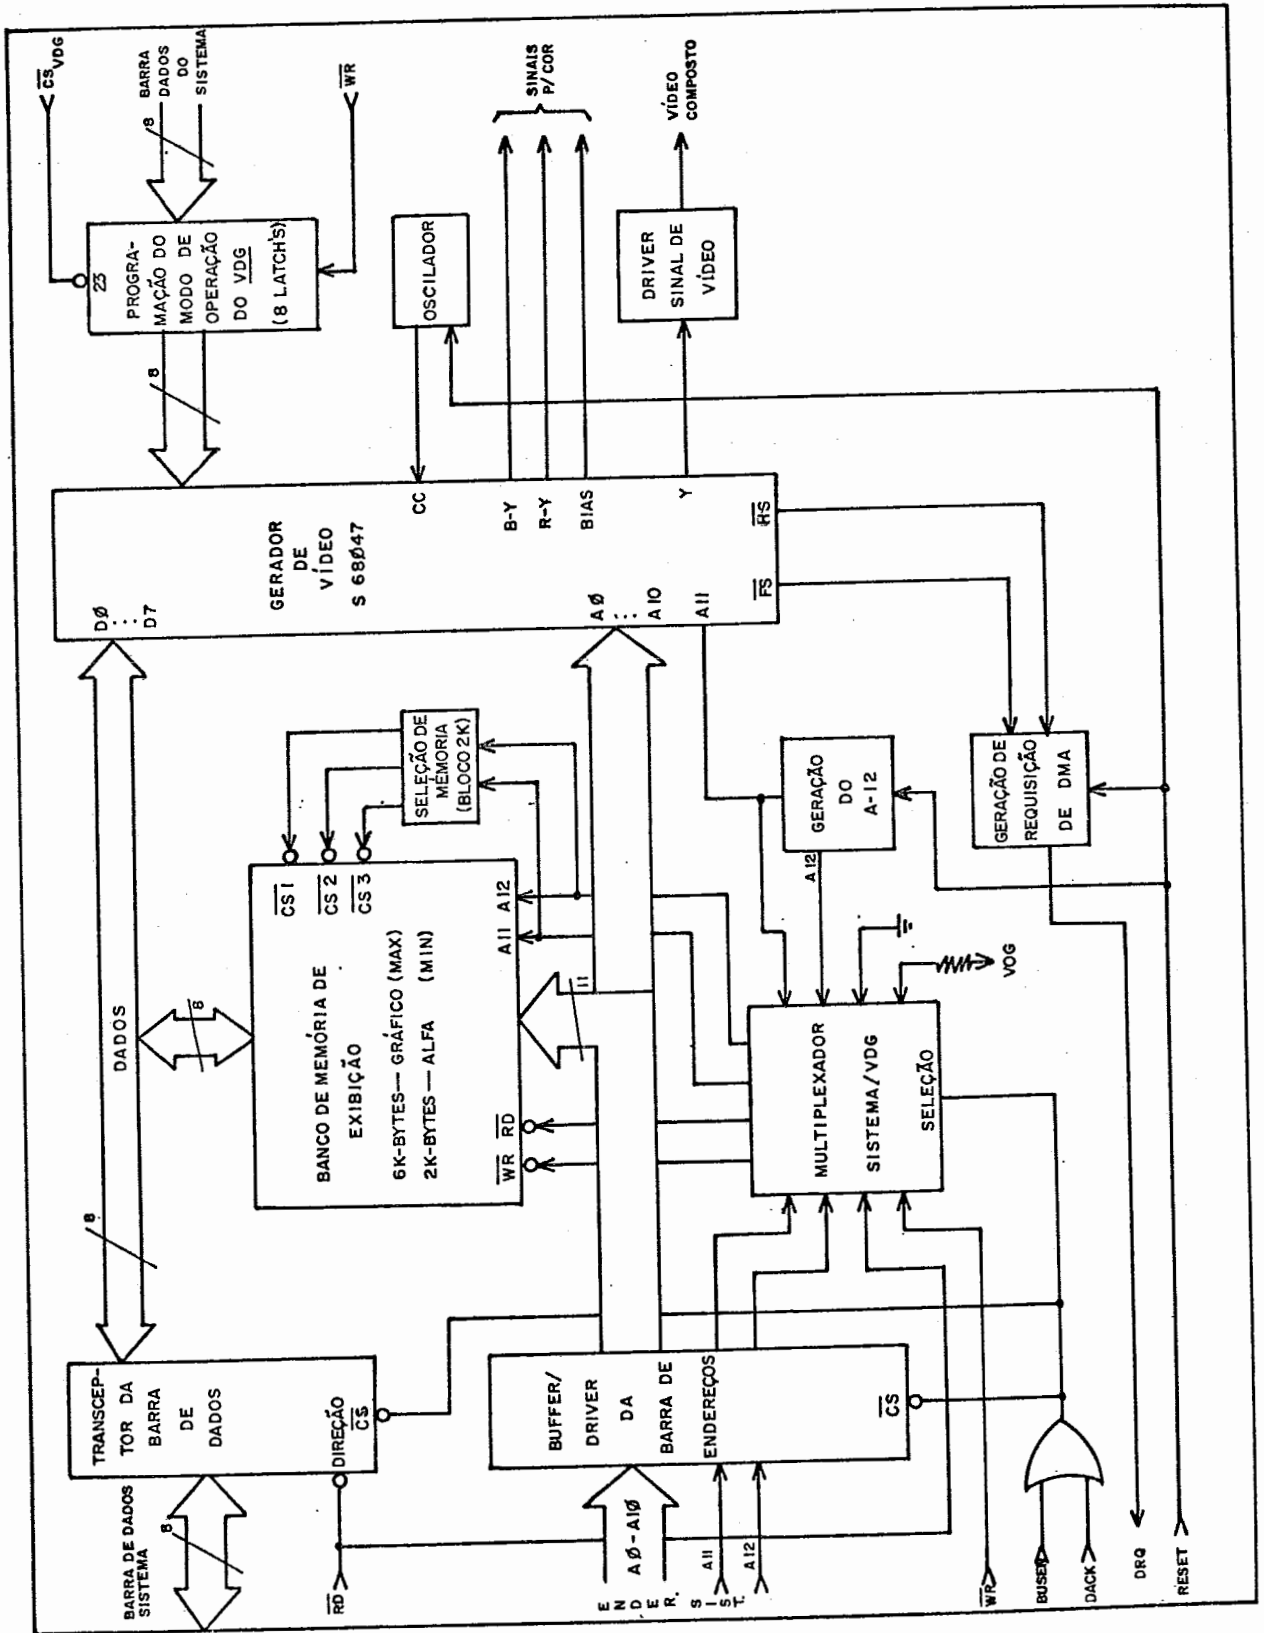 BARRA DE DADOS
SISTEMA
8
TRANSCEP-
TOR DA
BARRA
DE
DADOS
DIREÇÃO
CS
RD
8
DADOS
8
BANCO DE MEMÓRIA DE
EXIBIÇÃO
6K-BYTES — GRÁFICO (MAX)
2K-BYTES — ALFA (MIN)
WR
RD
CS1
CS2
CS3
A11
A12
11
SELEÇÃO DE
MÉMORIA
(BLOCO 2K)
DØ
D7
GERADOR
DE
VÍDEO
S 68Ø47
AØ
A10
A11
CC
B-Y
R-Y
BIAS
Y
FS
HS
8
23
PROGRA-
MAÇÃO DO
MODO DE
OPERAÇÃO
DO VDG
(8 LATCH'S)
CS VDG
8
BARRA
DADOS
DO
SISTEMA
WR
OSCILADOR
SINAIS
P/COR
DRIVER
SINAL DE
VÍDEO
VÍDEO
COMPOSTO
ENDER. SIST.
AØ-A1Ø
A11
A12
BUFFER/
DRIVER
DA
BARRA DE
ENDEREÇOS
CS
MULTIPLEXADOR
SISTEMA/VDG
SELEÇÃO
A12
VOG
GERAÇÃO
DO
A-12
GERAÇÃO DE
REQUISIÇÃO
DE DMA
WR
BUSEN
DACK
DRQ
RESET